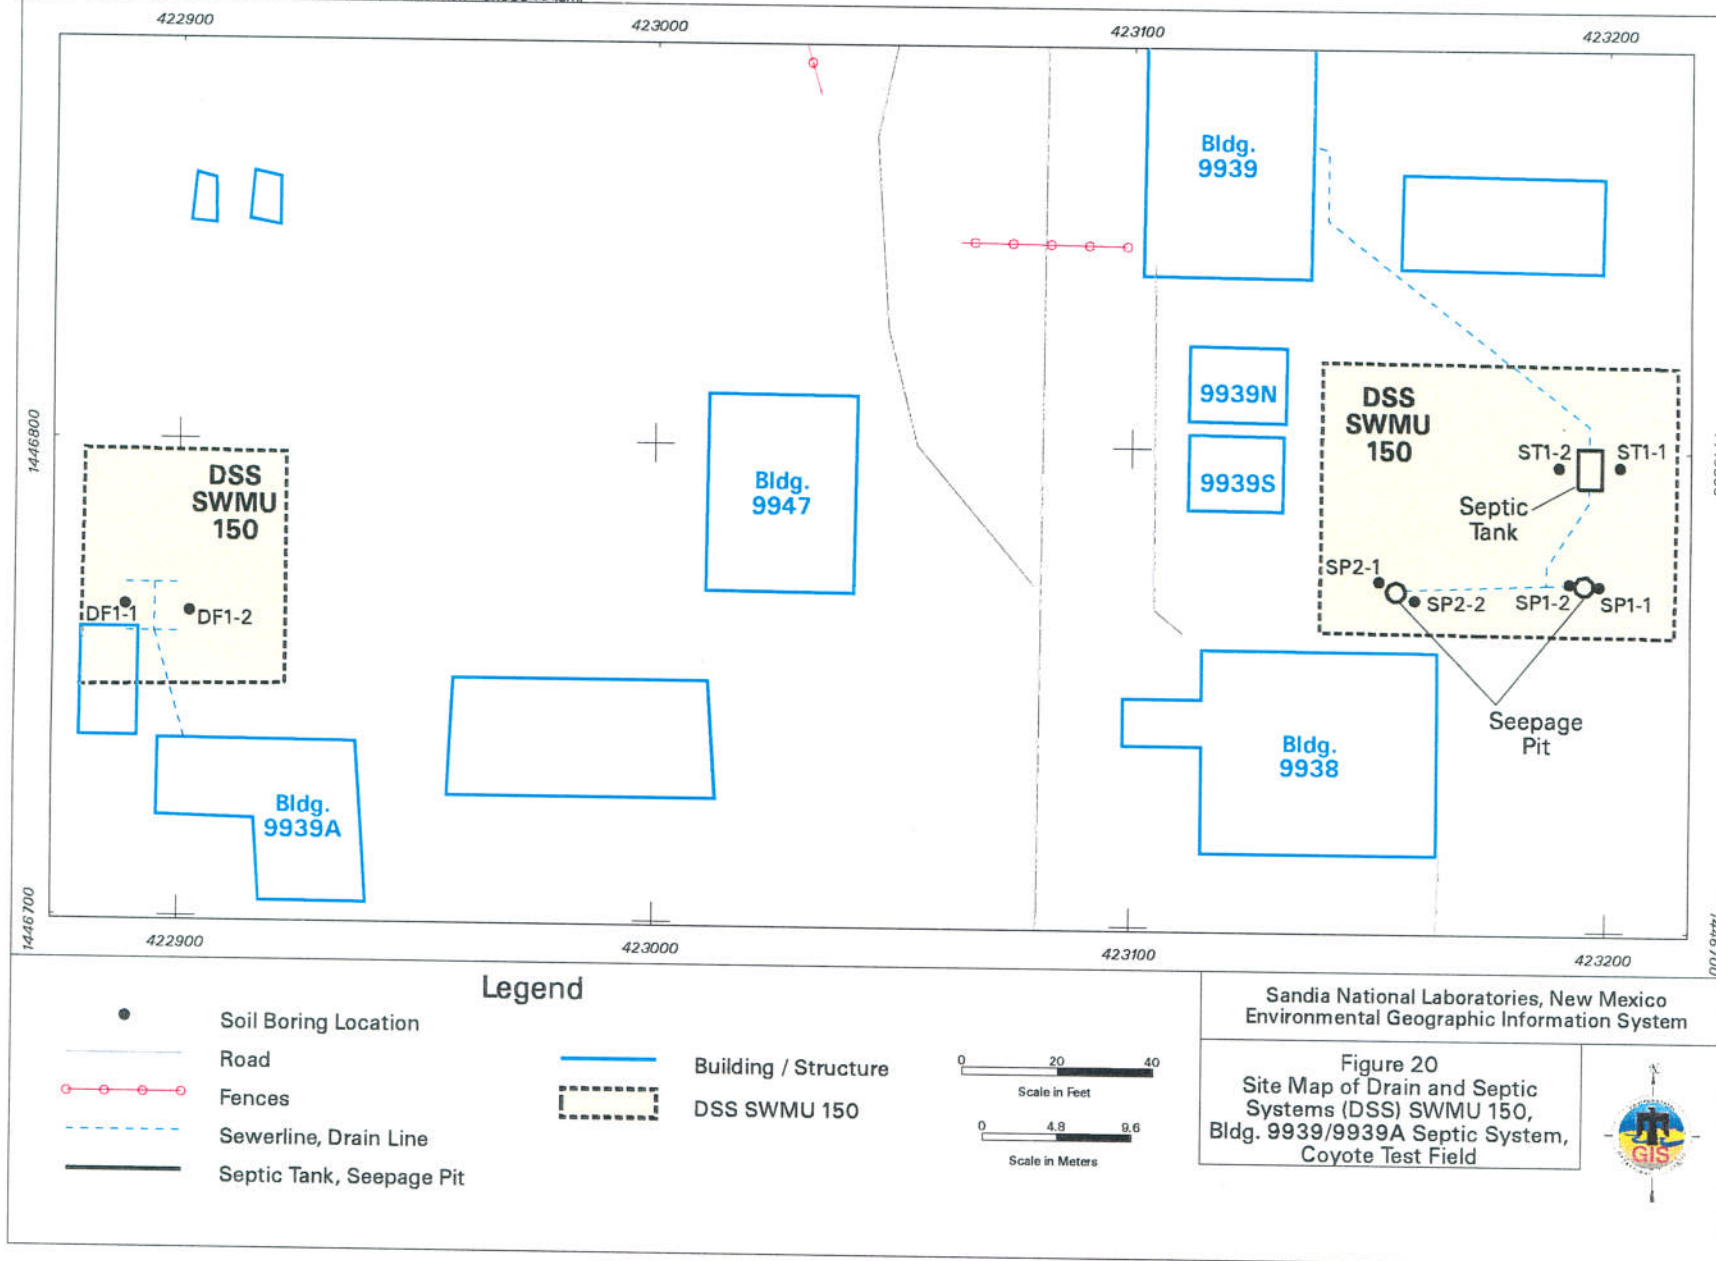 422900
423000
423100
423200
Bldg.
9939
9939N
9939S
DSS
SWMU
150
ST1-2
ST1-1
Septic
Tank
SP2-1
SP2-2
SP1-2
SP1-1
Seepage
Pit
1446800
DSS
SWMU
150
DF1-1
DF1-2
Bldg.
9947
Bldg.
9938
Bldg.
9939A
1446700
1446700
422900
423000
423100
423200
Legend
Soil Boring Location
Road
Fences
Sewerline, Drain Line
Septic Tank, Seepage Pit
Building / Structure
DSS SWMU 150
0 20 40
Scale in Feet
0 4.8 9.6
Scale in Meters
Sandia National Laboratories, New Mexico
Environmental Geographic Information System
Figure 20
Site Map of Drain and Septic
Systems (DSS) SWMU 150,
Bldg. 9939/9939A Septic System,
Coyote Test Field
GIS